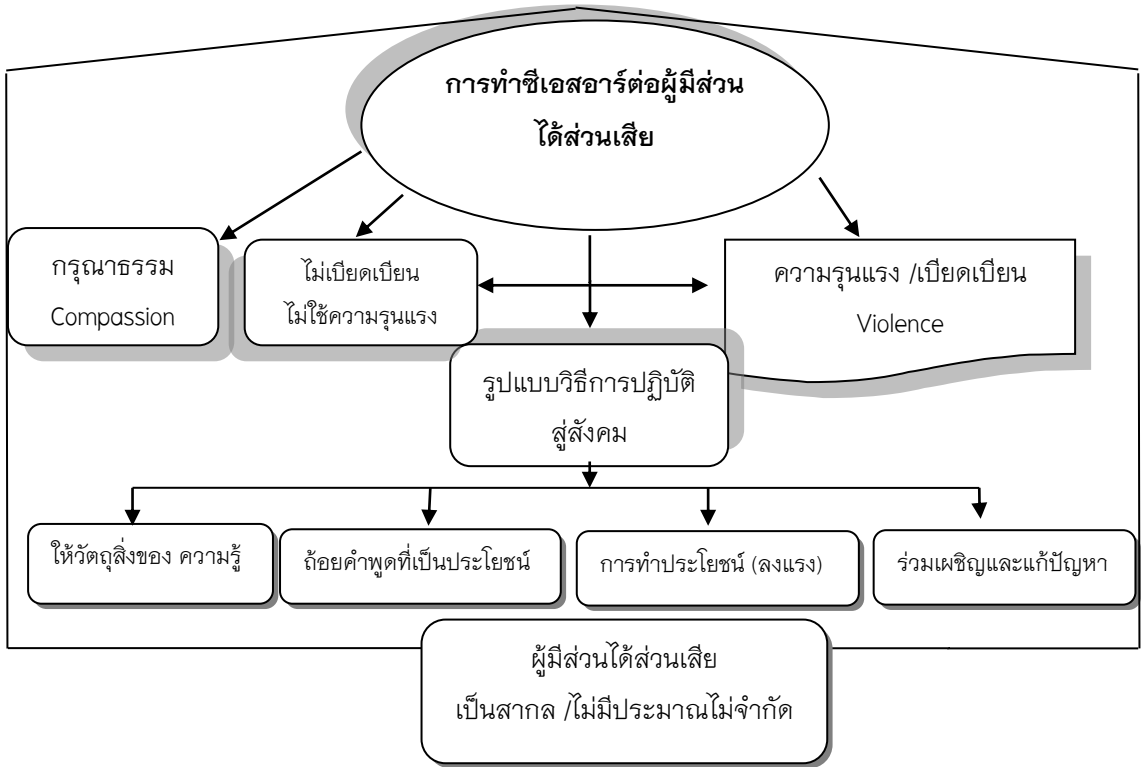 การทำซีเอสอาร์ต่อผู้มีส่วน
ได้ส่วนเสีย
กรุณาธรรม
Compassion
ไม่เบียดเบียน
ไม่ใช้ความรุนแรง
ความรุนแรง /เบียดเบียน
Violence
รูปแบบวิธีการปฏิบัติ
สู่สังคม
ให้วัตถุสิ่งของ ความรู้
ถ้อยคำพูดที่เป็นประโยชน์
การทำประโยชน์ (ลงแรง)
ร่วมเผชิญและแก้ปัญหา
ผู้มีส่วนได้ส่วนเสีย
เป็นสากล /ไม่มีประมาณไม่จำกัด